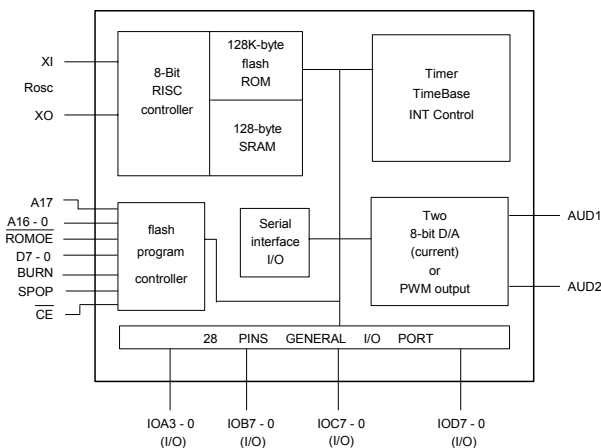 XI
Rosc
XO
8-Bit
RISC
controller
128K-byte
flash
ROM
128-byte
SRAM
Timer
TimeBase
INT Control
A17
A16 - 0
ROMOE
D7 - 0
BURN
SPOP
CE
flash
program
controller
Serial
interface
I/O
Two
8-bit D/A
(current)
or
PWM output
AUD1
AUD2
28 PINS GENERAL I/O PORT
IOA3 - 0
(I/O)
IOB7 - 0
(I/O)
IOC7 - 0
(I/O)
IOD7 - 0
(I/O)